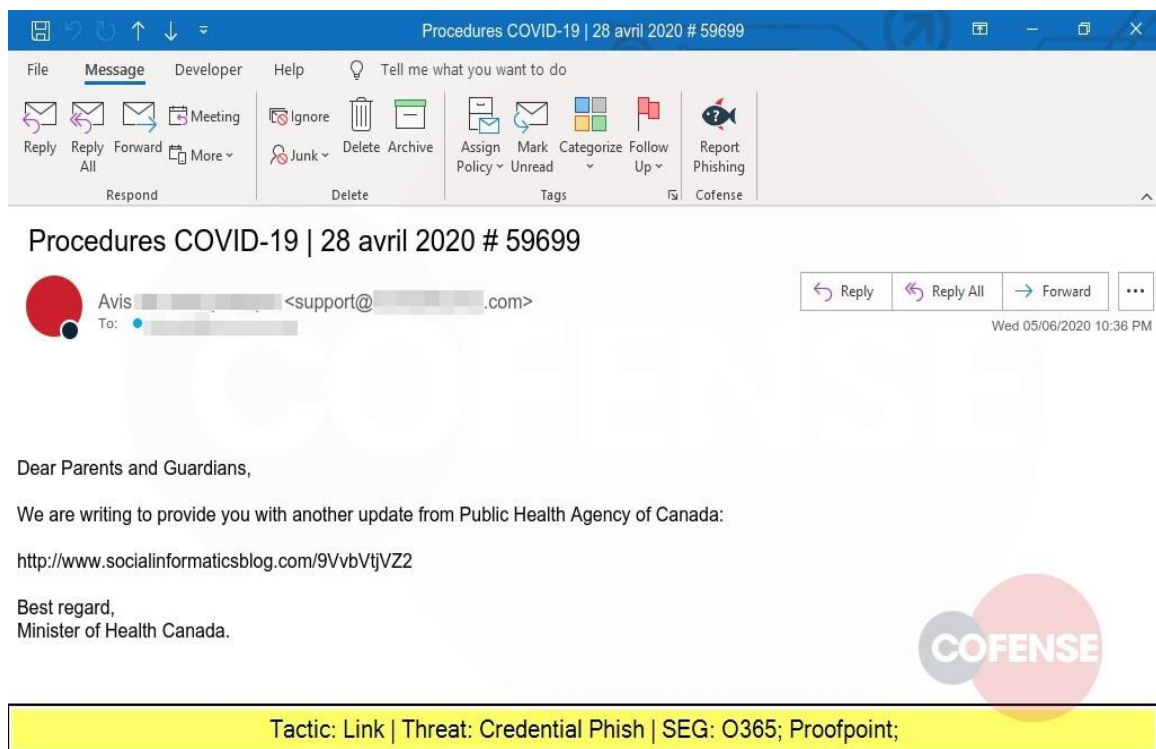 Procedures COVID-19 | 28 avril 2020 # 59699
File Message Developer Help Tell me what you want to do
Reply
Reply All
Forward
Meeting
More
Respond
Ignore
Junk
Delete
Archive
Delete
Assign Policy
Mark Unread
Categorize
Follow Up
Tags
Report Phishing
Cofense
Procedures COVID-19 | 28 avril 2020 # 59699
Avis <support@ .com>
To:
Reply Reply All Forward
Wed 05/06/2020 10:36 PM
COFENSE
Dear Parents and Guardians,
We are writing to provide you with another update from Public Health Agency of Canada:
http://www.socialinformaticsblog.com/9VvbVtjVZ2
Best regard,
Minister of Health Canada.
COFENSE
Tactic: Link | Threat: Credential Phish | SEG: O365; Proofpoint;